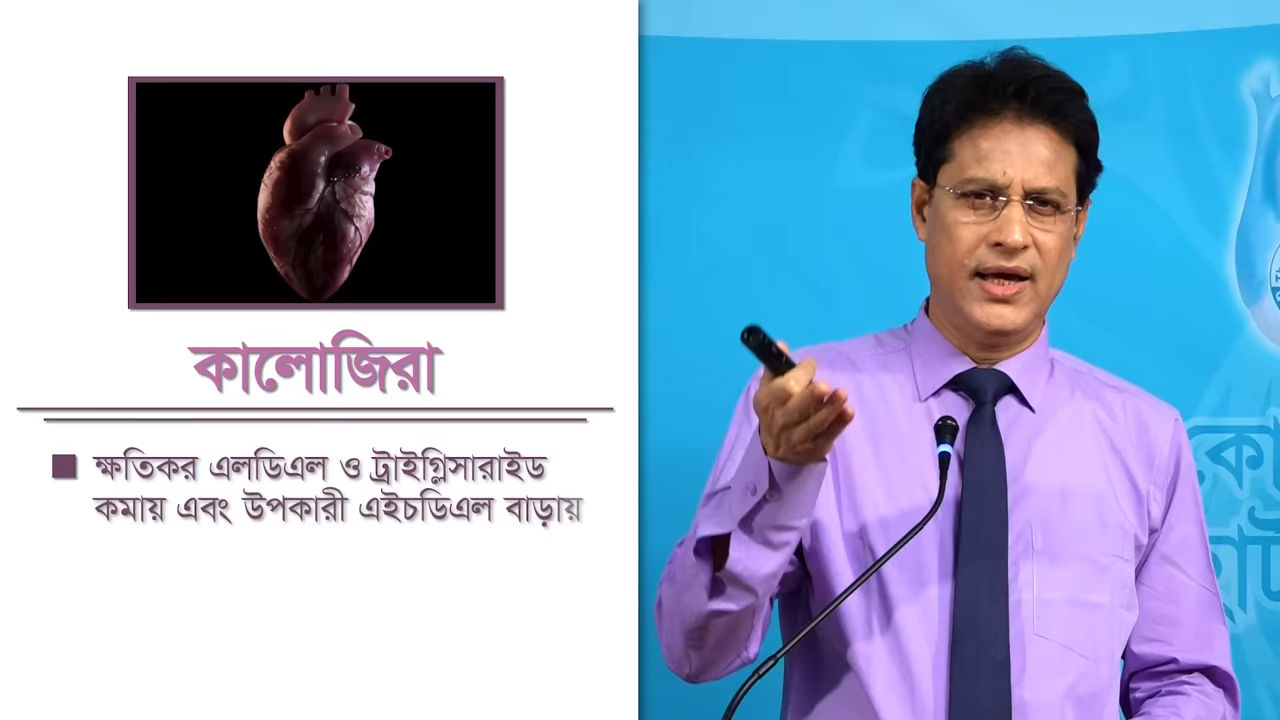 কালোজিরা
ক্ষতিকর এলডিএল ও ট্রাইগ্লিসারাইড
কমায় এবং উপকারী এইচডিএল বাড়ায়